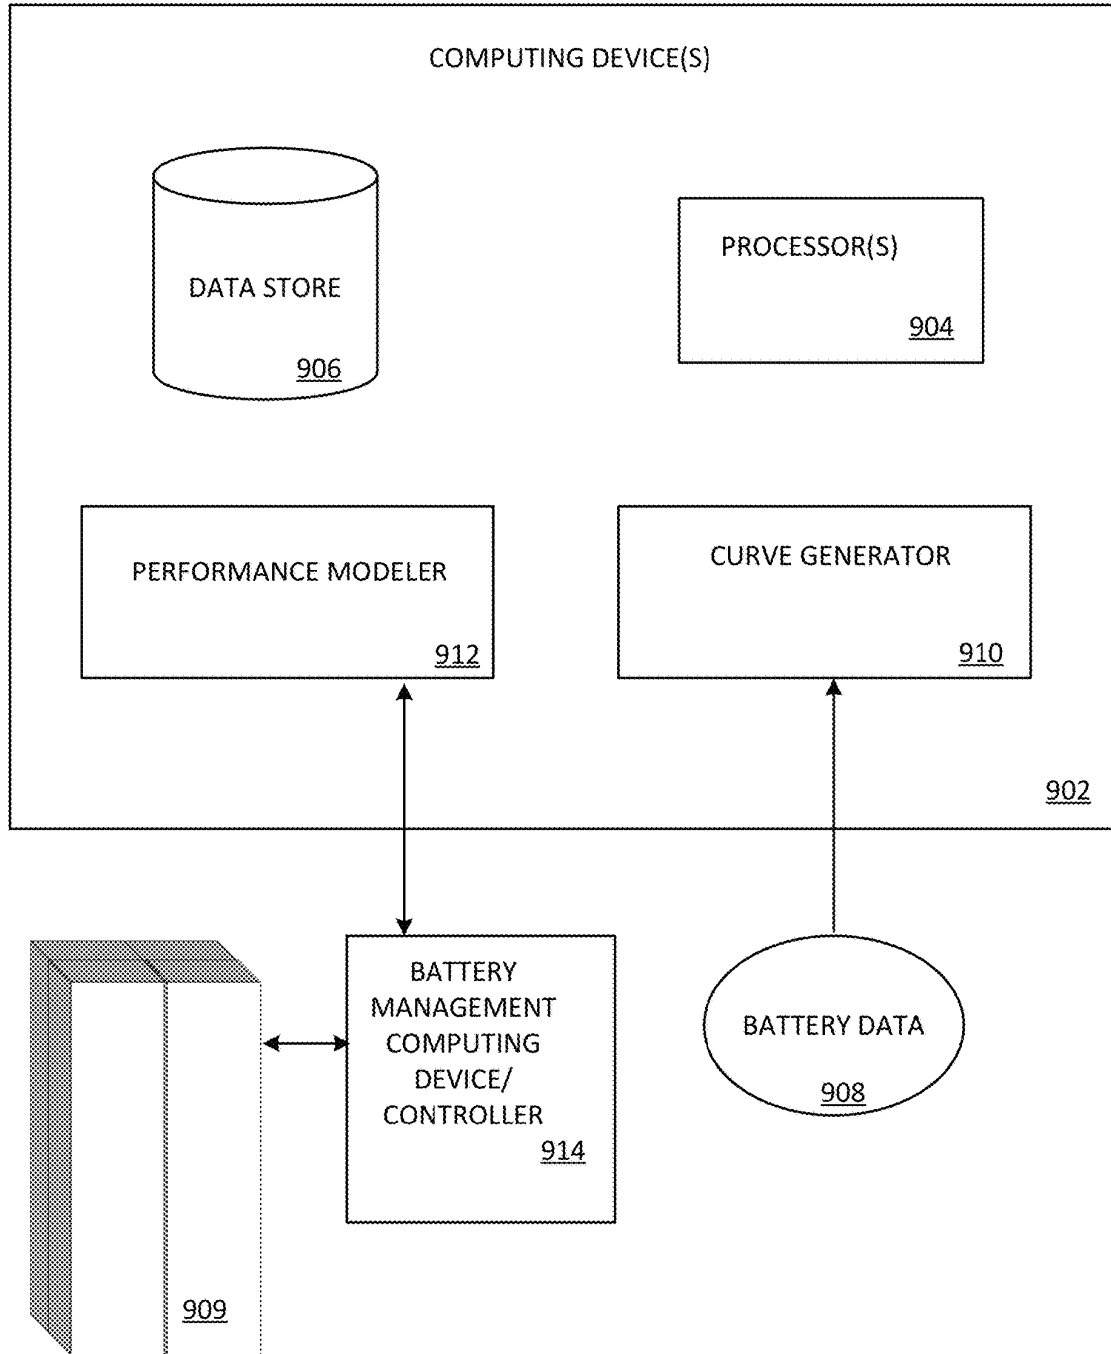 COMPUTING DEVICE(S)
DATA STORE
906
PROCESSOR(S)
904
PERFORMANCE MODELER
912
CURVE GENERATOR
910
902
BATTERY
MANAGEMENT
COMPUTING
DEVICE/
CONTROLLER
914
BATTERY DATA
908
909